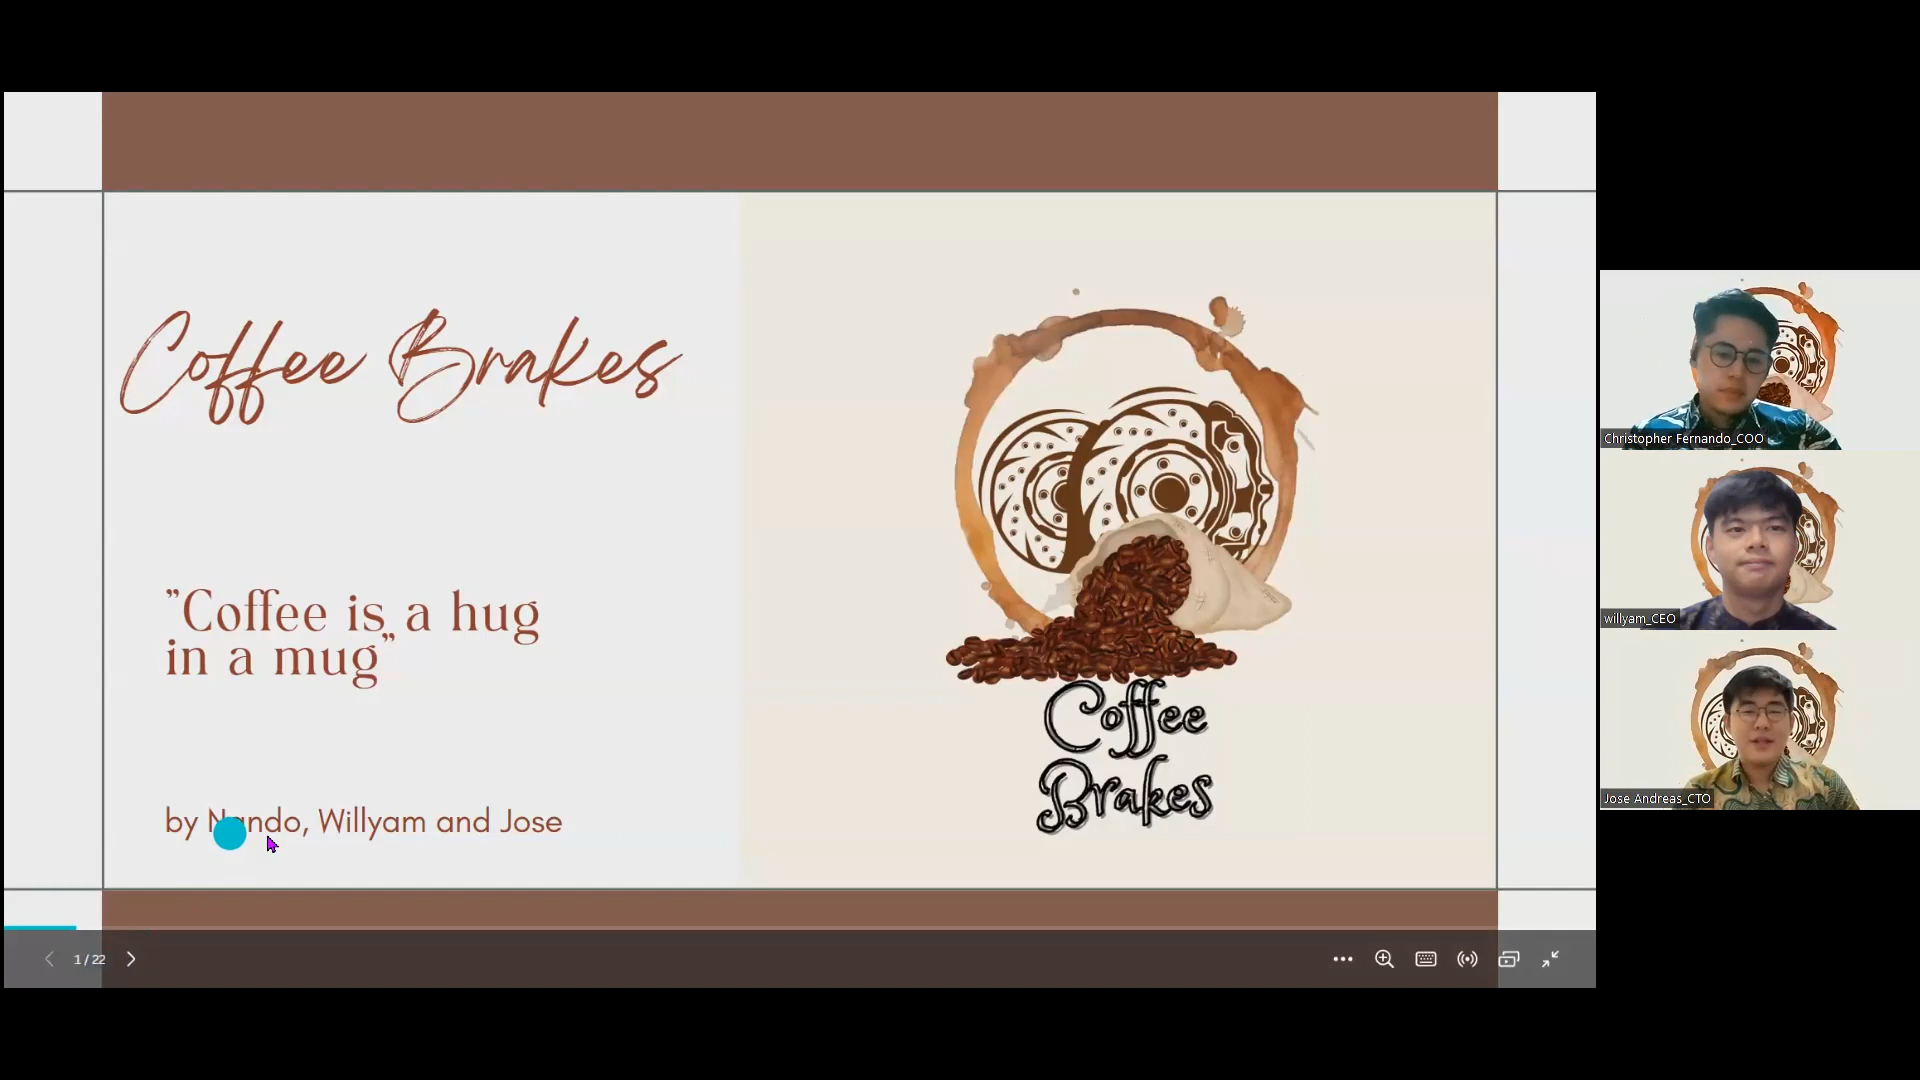 Coffee Brakes
"Coffee is a hug
in a mug"
by Nando, Willyam and Jose
Coffee
Brakes
1 / 22
Christopher Fernando_COO
willyam_CEO
Jose Andreas_CTO